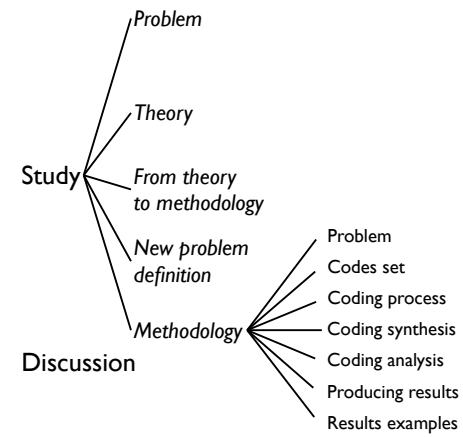 Problem
Theory
Study
From theory
to methodology
New problem
definition
Methodology
Problem
Codes set
Coding process
Coding synthesis
Coding analysis
Producing results
Results examples
Discussion